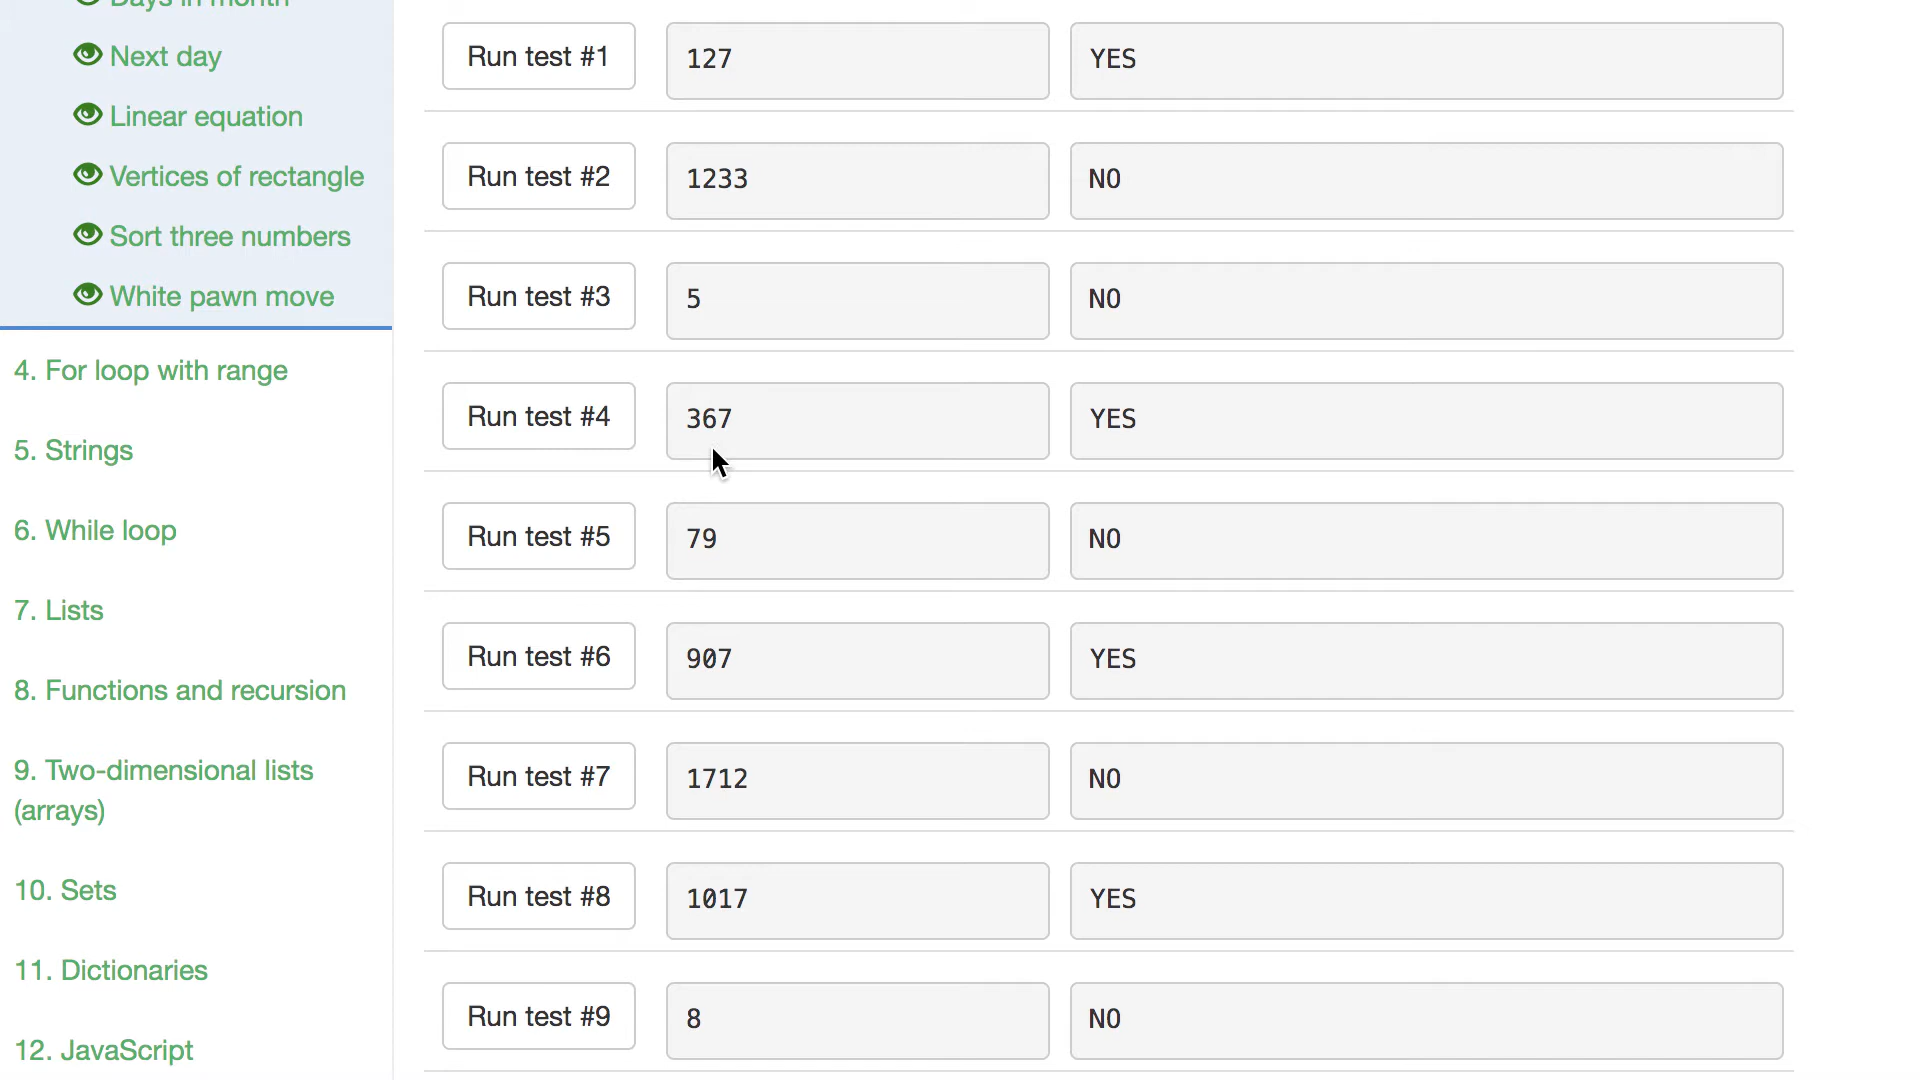 Days in month
Next day
Linear equation
Vertices of rectangle
Sort three numbers
White pawn move
4. For loop with range
5. Strings
6. While loop
7. Lists
8. Functions and recursion
9. Two-dimensional lists
(arrays)
10. Sets
11. Dictionaries
12. JavaScript
Run test #1 127 YES
Run test #2 1233 NO
Run test #3 5 NO
Run test #4 367 YES
Run test #5 79 NO
Run test #6 907 YES
Run test #7 1712 NO
Run test #8 1017 YES
Run test #9 8 NO